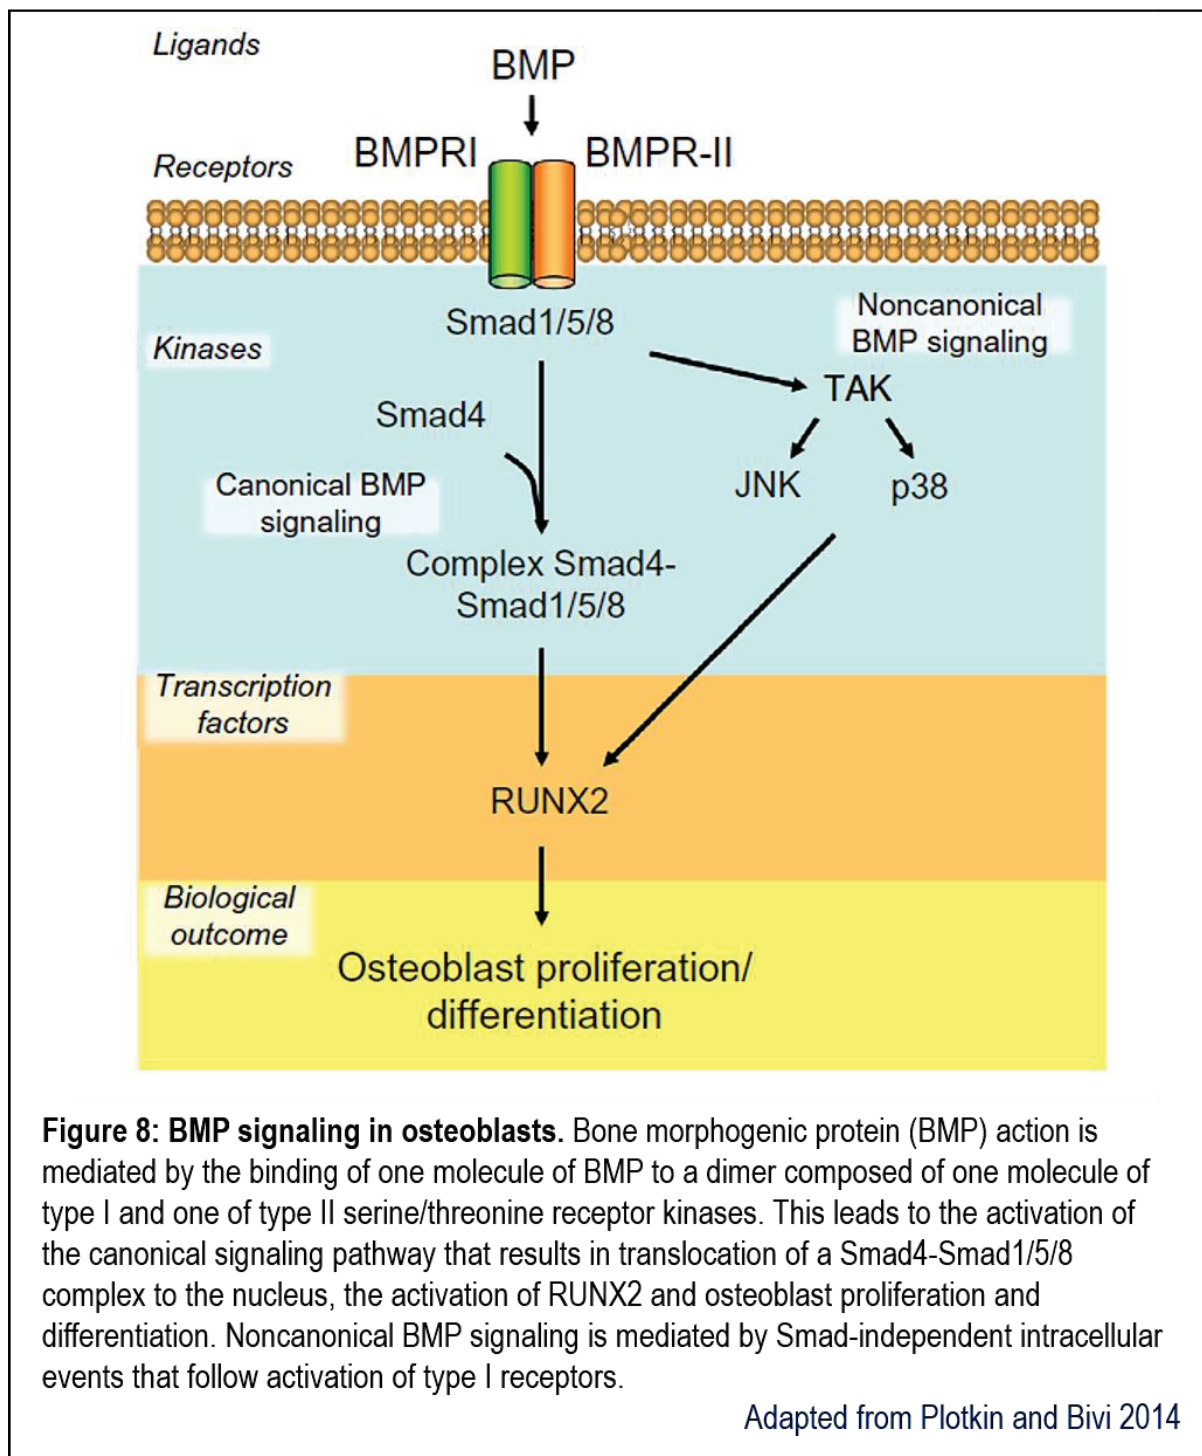 Ligands
BMP
BMPRI
BMPR-II
Receptors
Smad1/5/8
Noncanonical
BMP signaling
Kinases
TAK
Smad4
JNK
p38
Canonical BMP
signaling
Complex Smad4-
Smad1/5/8
Transcription
factors
RUNX2
Biological
outcome
Osteoblast proliferation/
differentiation
Figure 8: BMP signaling in osteoblasts. Bone morphogenic protein (BMP) action is
mediated by the binding of one molecule of BMP to a dimer composed of one molecule of
type I and one of type II serine/threonine receptor kinases. This leads to the activation of
the canonical signaling pathway that results in translocation of a Smad4-Smad1/5/8
complex to the nucleus, the activation of RUNX2 and osteoblast proliferation and
differentiation. Noncanonical BMP signaling is mediated by Smad-independent intracellular
events that follow activation of type I receptors.
Adapted from Plotkin and Bivi 2014